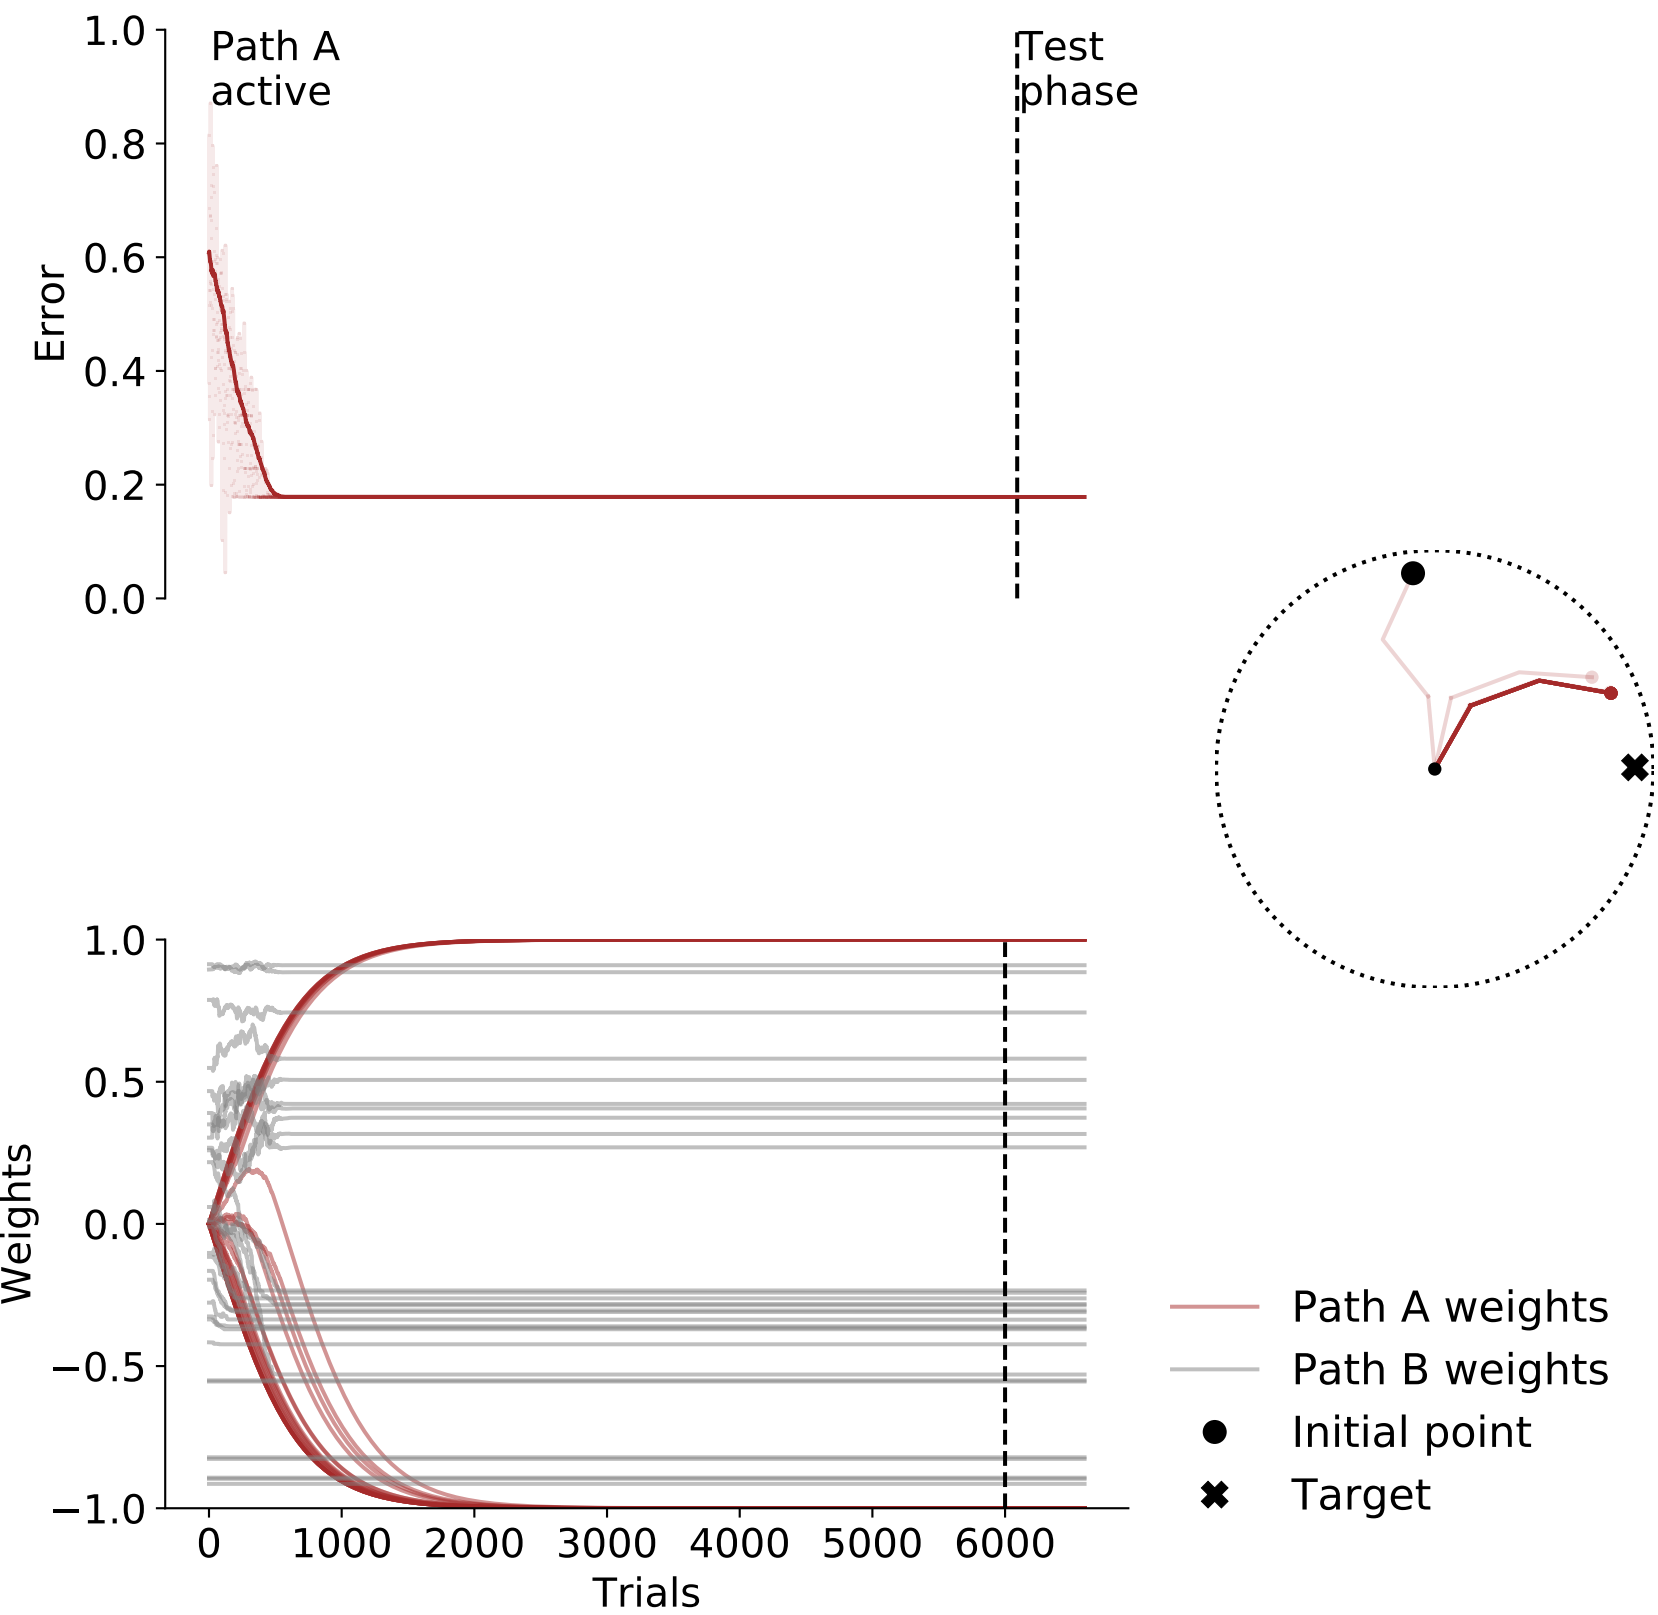 Path A
active
Test
phase
1.0
0.8
0.6
0.4
0.2
0.0
Error
1.0
0.5
0.0
−0.5
−1.0
Weights
0 1000 2000 3000 4000 5000 6000
Trials
Path A weights
Path B weights
Initial point
Target